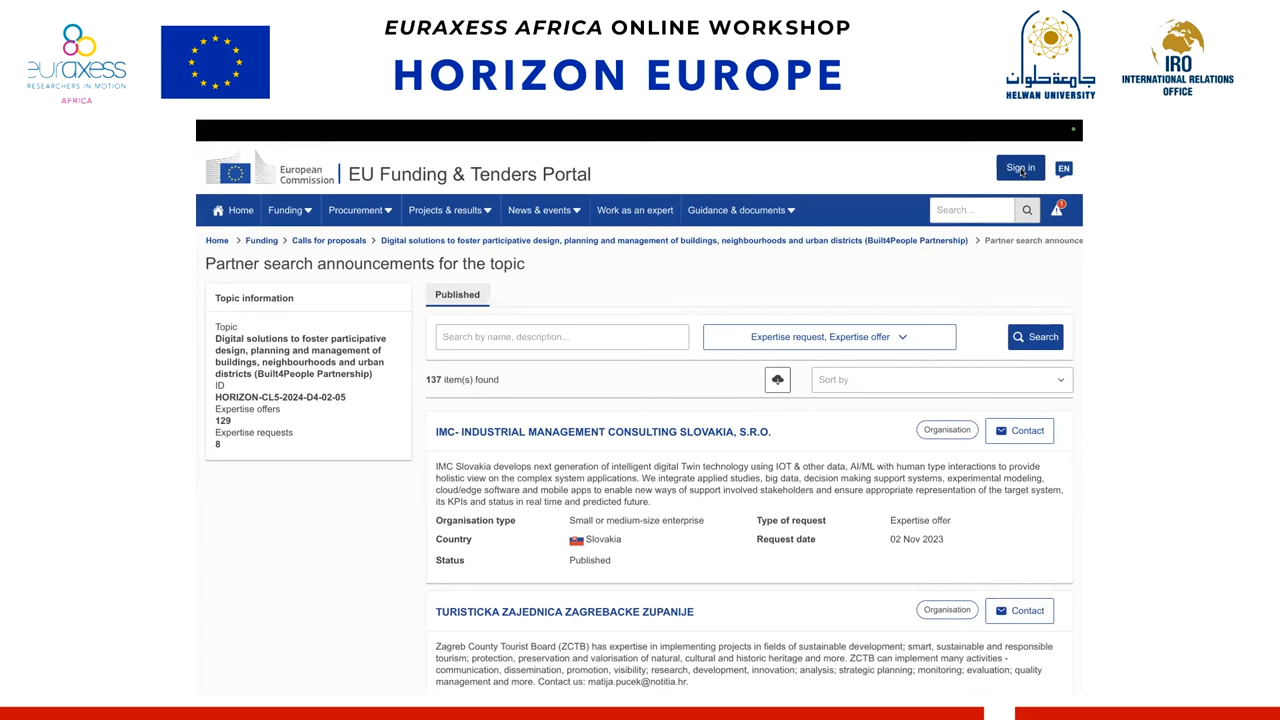 euraxess
RESEARCHERS IN MOTION
AFRICA
EURAXESS AFRICA ONLINE WORKSHOP
HORIZON EUROPE
جامعة حلوان
HELWAN UNIVERSITY
IRO
INTERNATIONAL RELATIONS
OFFICE
European
Commission
EU Funding & Tenders Portal
Sign in
EN
Home
Funding
Procurement
Projects & results
News & events
Work as an expert
Guidance & documents
Search...
1
Home > Funding > Calls for proposals > Digital solutions to foster participative design, planning and management of buildings, neighbourhoods and urban districts (Built4People Partnership) > Partner search announce
Partner search announcements for the topic
Topic information
Topic
Digital solutions to foster participative
design, planning and management of
buildings, neighbourhoods and urban
districts (Built4People Partnership)
ID
HORIZON-CL5-2024-D4-02-05
Expertise offers
129
Expertise requests
8
Published
Search by name, description...
Expertise request, Expertise offer
Search
137 item(s) found
Sort by
IMC- INDUSTRIAL MANAGEMENT CONSULTING SLOVAKIA, S.R.O.
Organisation
Contact
IMC Slovakia develops next generation of intelligent digital Twin technology using IOT & other data, AI/ML with human type interactions to provide
holistic view on the complex system applications. We integrate applied studies, big data, decision making support systems, experimental modeling,
cloud/edge software and mobile apps to enable new ways of support involved stakeholders and ensure appropriate representation of the target system,
its KPIs and status in real time and predicted future.
Organisation type Small or medium-size enterprise Type of request Expertise offer
Country Slovakia Request date 02 Nov 2023
Status Published
TURISTICKA ZAJEDNICA ZAGREBACKE ZUPANIJE
Organisation
Contact
Zagreb County Tourist Board (ZCTB) has expertise in implementing projects in fields of sustainable development; smart, sustainable and responsible
tourism; protection, preservation and valorisation of natural, cultural and historic heritage and more. ZCTB can implement many activities -
communication, dissemination, promotion, visibility; research, development, innovation; analysis; strategic planning; monitoring; evaluation; quality
management and more. Contact us: matija.pucek@notitia.hr.